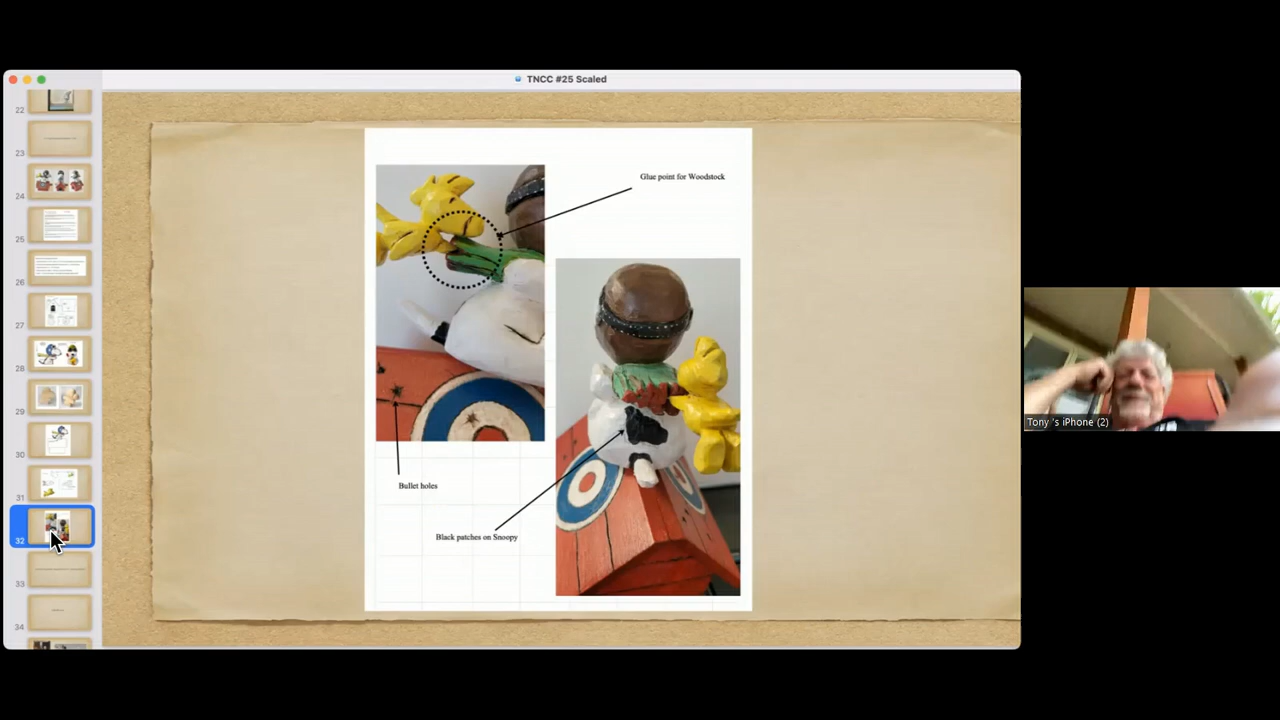 TNCC #25 Scaled
22
23
24
25
26
27
28
29
30
31
32
33
34
Glue point for Woodstock
Bullet holes
Black patches on Snoopy
Tony 's iPhone (2)